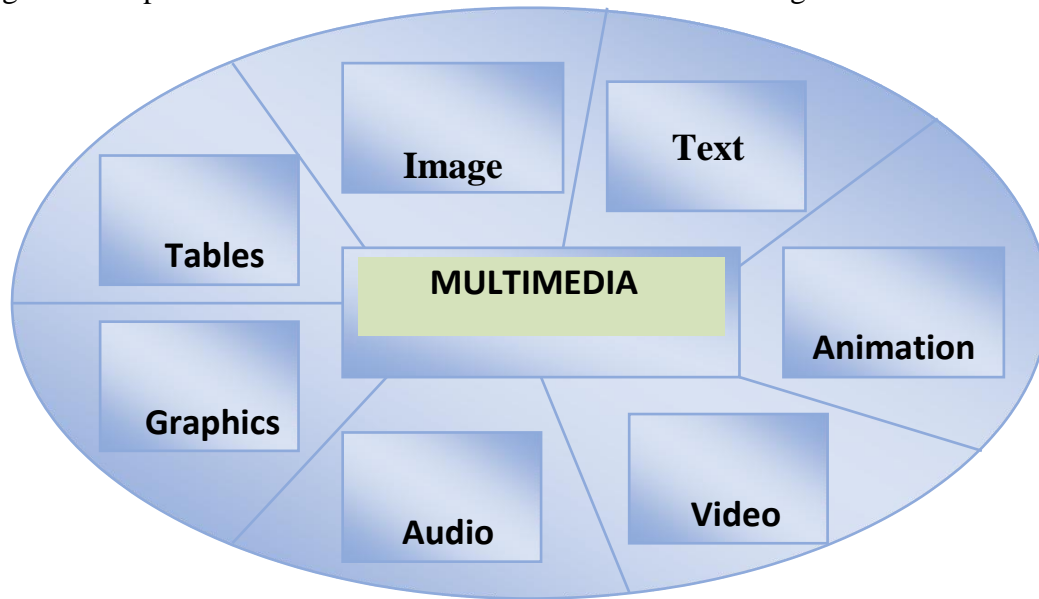 Image
Text
Tables
MULTIMEDIA
Animation
Graphics
Audio
Video